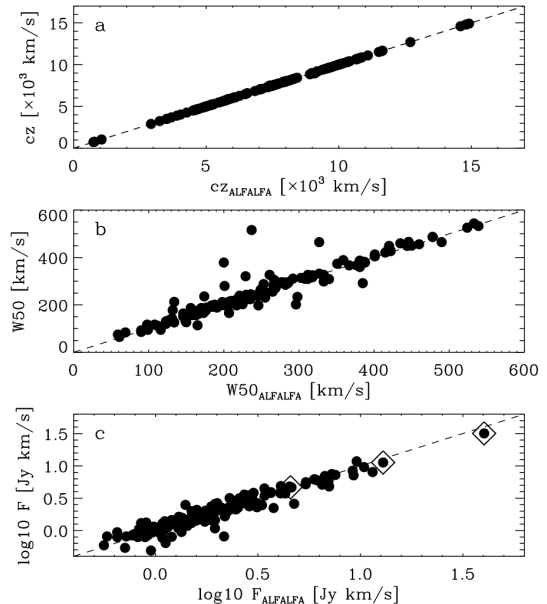 a
15
10
5
0
cz [×10³ km/s]
0 5 10 15
cz_ALFALFA [×10³ km/s]
b
600
400
200
0
W50 [km/s]
0 100 200 300 400 500 600
W50_ALFALFA [km/s]
c
1.5
1.0
0.5
0.0
log10 F [Jy km/s]
0.0 0.5 1.0 1.5
log10 F_ALFALFA [Jy km/s]